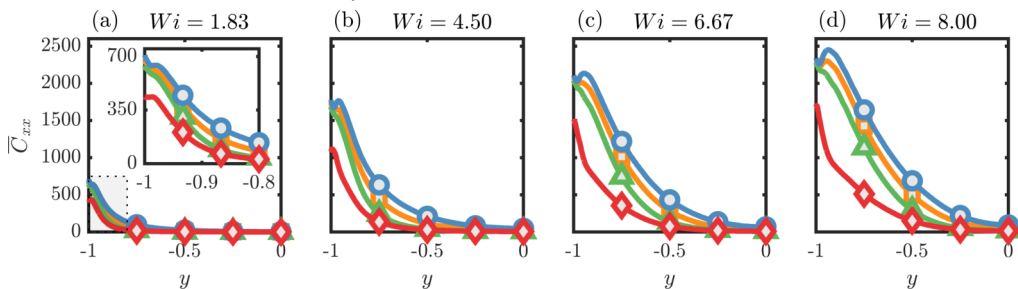 (a) Wi = 1.83 (b) Wi = 4.50 (c) Wi = 6.67 (d) Wi = 8.00
2500
2000
1500
1000
500
0
C̅xx
700
350
0
-1 -0.9 -0.8
-1 -0.5 0 -1 -0.5 0 -1 -0.5 0 -1 -0.5 0
y y y y